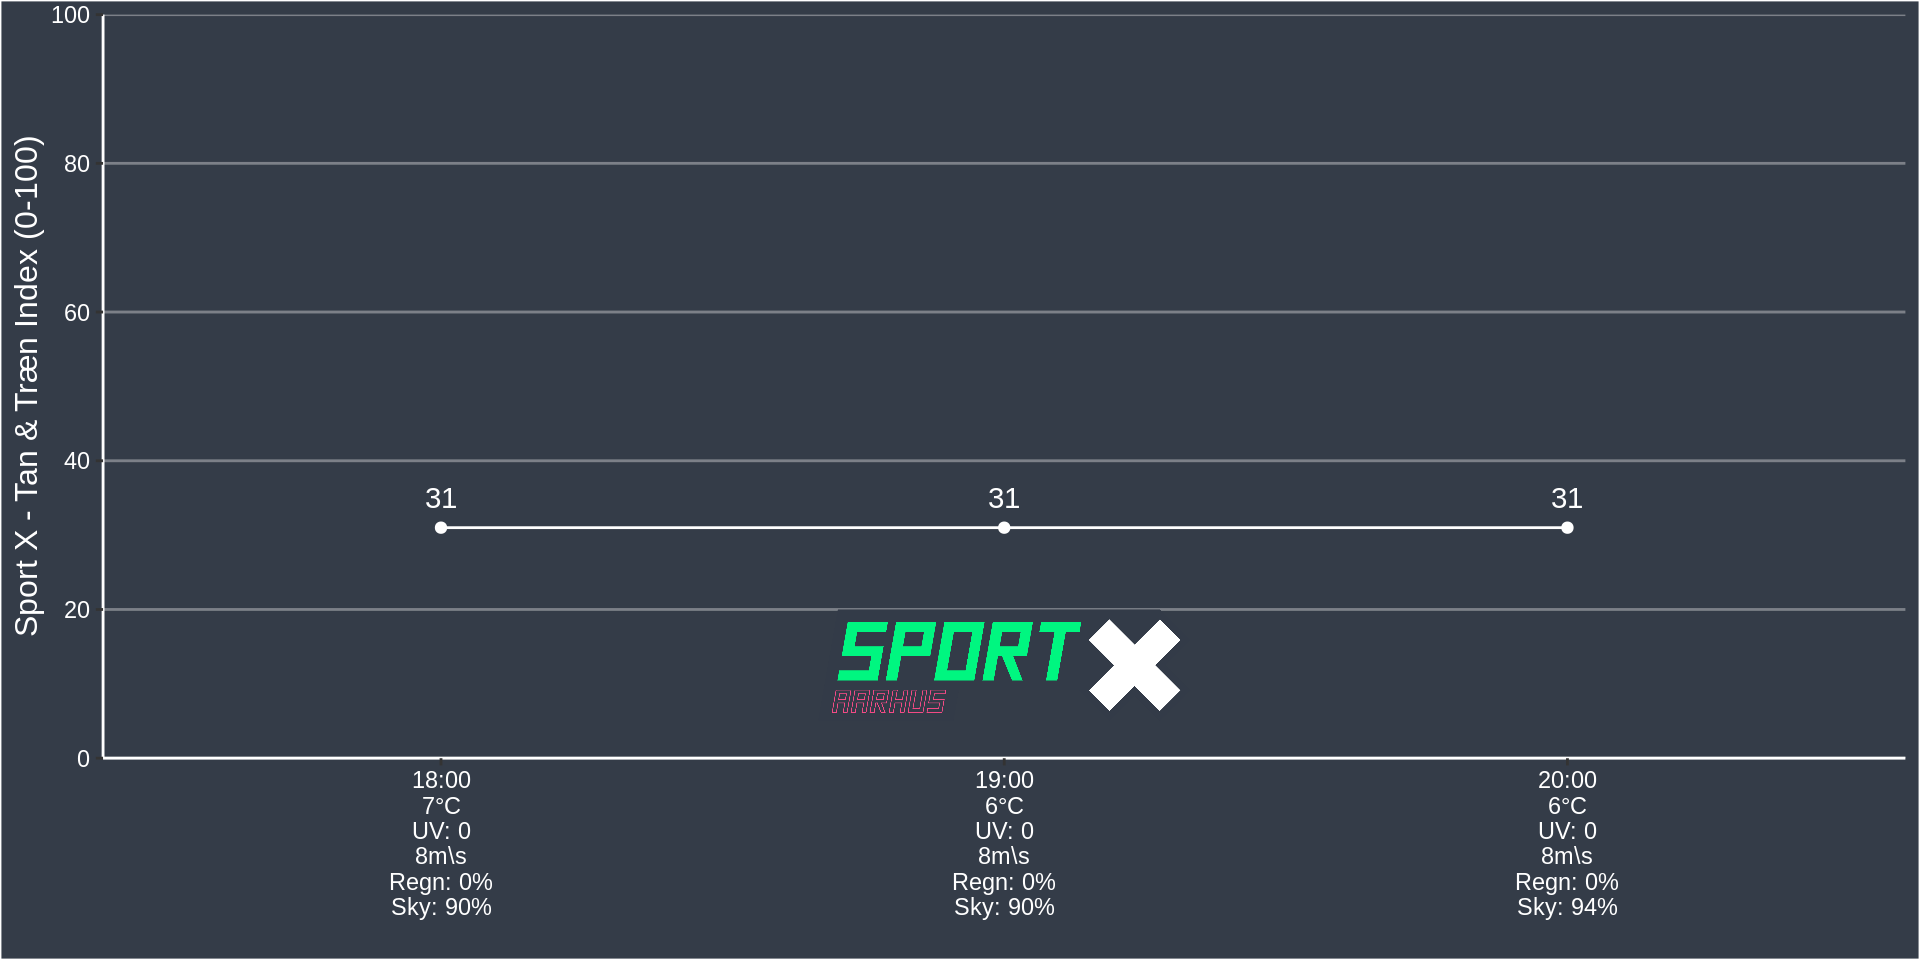 Sport X - Tan & Træn Index (0-100)
100
80
60
40
20
0
31 31 31
SPORT X
AARHUS
18:00 19:00 20:00
7°C 6°C 6°C
UV: 0 UV: 0 UV: 0
8m\s 8m\s 8m\s
Regn: 0% Regn: 0% Regn: 0%
Sky: 90% Sky: 90% Sky: 94%